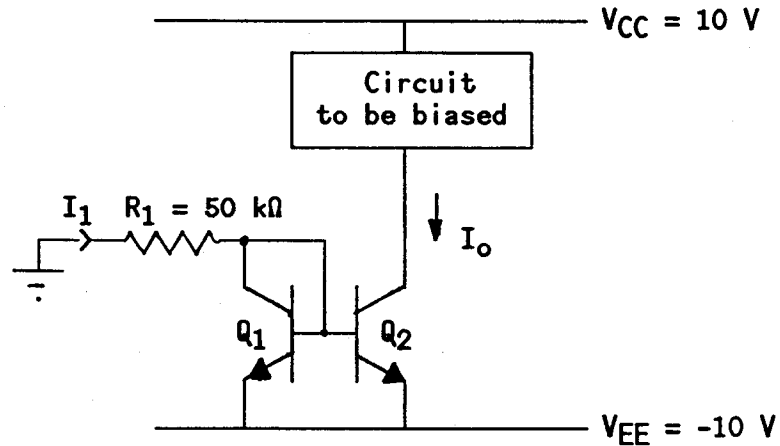 V_CC = 10 V
Circuit
to be biased
I_1 R_1 = 50 kΩ
I_o
Q_1 Q_2
V_EE = -10 V